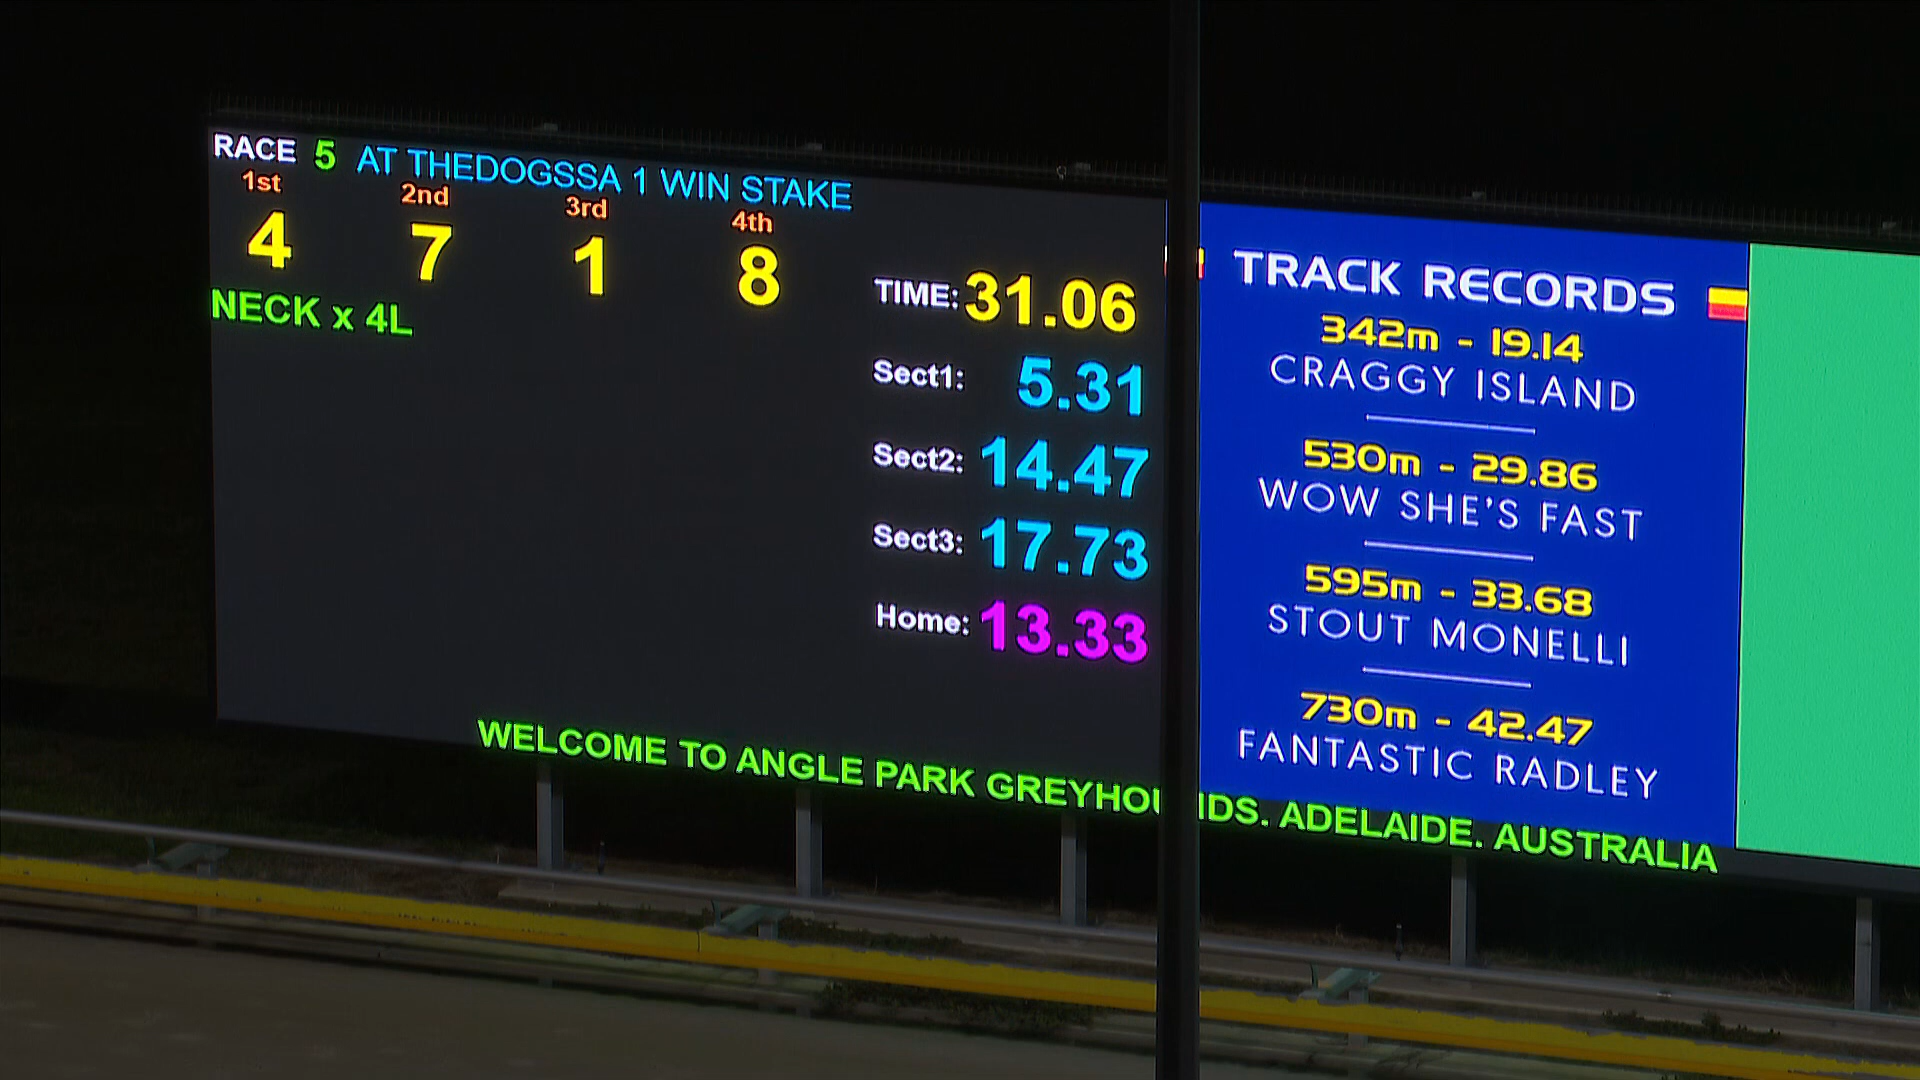 RACE 5 AT THEDOGSSA 1 WIN STAKE
1st 2nd 3rd 4th
4 7 1 8
NECK x 4L
TIME: 31.06
Sect1: 5.31
Sect2: 14.47
Sect3: 17.73
Home: 13.33
TRACK RECORDS
342m - 19.14
CRAGGY ISLAND
530m - 29.86
WOW SHE'S FAST
595m - 33.68
STOUT MONELLI
730m - 42.47
FANTASTIC RADLEY
WELCOME TO ANGLE PARK GREYHOUNDS. ADELAIDE. AUSTRALIA